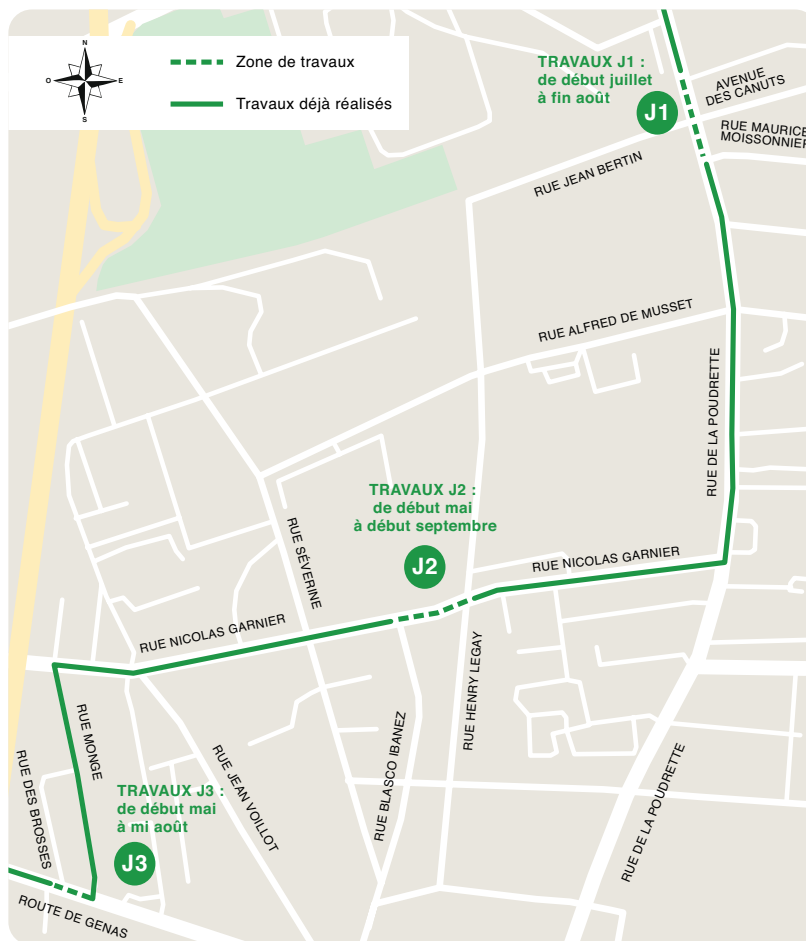 N
O
E
S
Zone de travaux
Travaux déjà réalisés
TRAVAUX J1 :
de début juillet
à fin août
J1
AVENUE
DES CANUTS
RUE MAURICE
MOISSONNIER
RUE JEAN BERTIN
RUE ALFRED DE MUSSET
RUE DE LA POUDRETTE
TRAVAUX J2 :
de début mai
à début septembre
J2
RUE SÉVERINE
RUE NICOLAS GARNIER
RUE NICOLAS GARNIER
RUE HENRY LEGAY
RUE MONGE
RUE JEAN VOILLOT
RUE BLASCO IBANEZ
RUE DE LA POUDRETTE
RUE DES BROSSES
TRAVAUX J3 :
de début mai
à mi août
J3
ROUTE DE GENAS